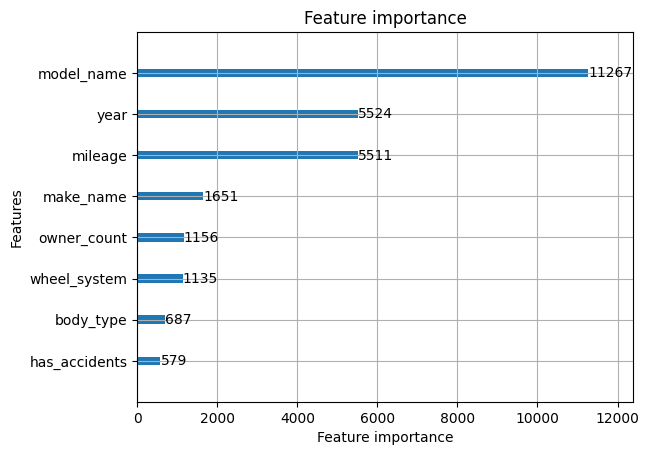 Feature importance
model_name 11267
year 5524
mileage 5511
make_name 1651
owner_count 1156
wheel_system 1135
body_type 687
has_accidents 579
Features
0 2000 4000 6000 8000 10000 12000
Feature importance